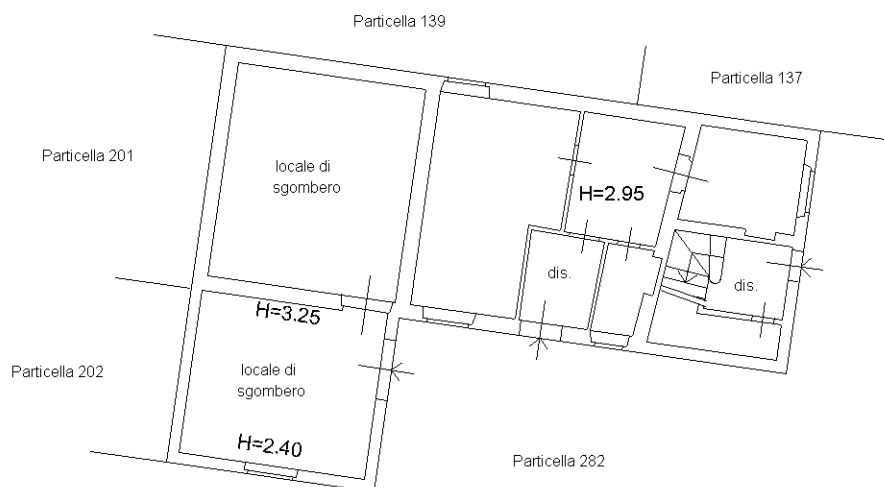 Particella 139
Particella 137
Particella 201
locale di
sgombero
H=2.95
dis.
dis.
H=3.25
Particella 202
locale di
sgombero
H=2.40
Particella 282